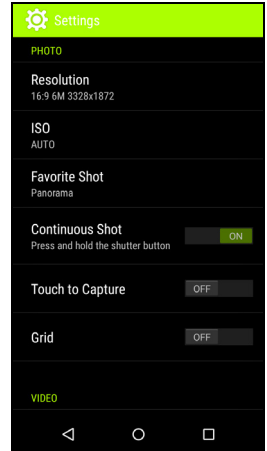 Settings
PHOTO
Resolution
16:9 6M 3328x1872
ISO
AUTO
Favorite Shot
Panorama
Continuous Shot
Press and hold the shutter button
ON
Touch to Capture
OFF
Grid
OFF
VIDEO